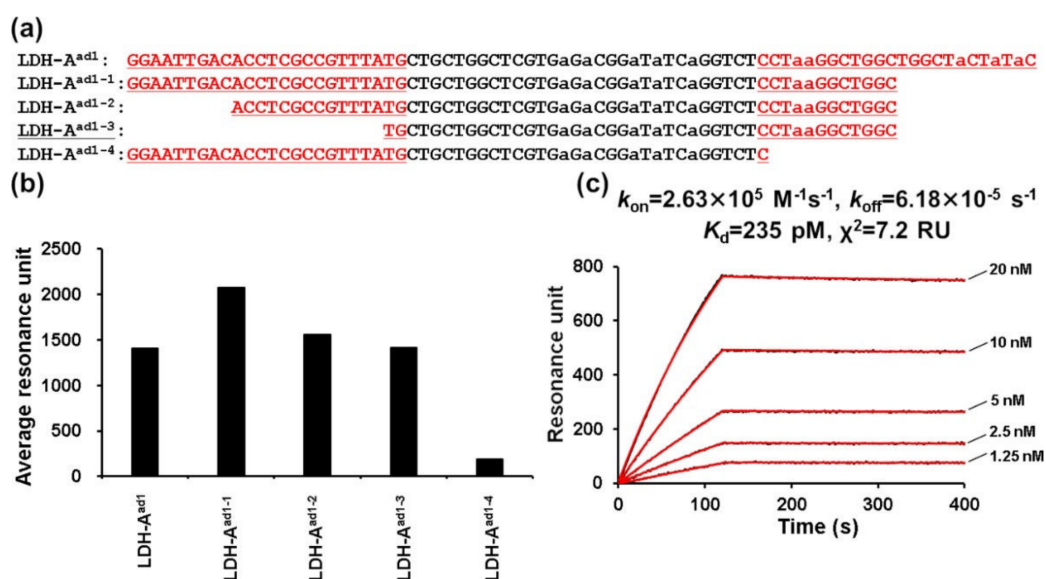 (a)
LDH-Aad1: GGAATTGACACCTCGCCGTTTATGCTGCTGGCTCGTGaGaCGGaTaTCaGGTCTCCTaaGGCTGGCTGGCTaCTaTaC
LDH-Aad1-1: GGAATTGACACCTCGCCGTTTATGCTGCTGGCTCGTGaGaCGGaTaTCaGGTCTCCTaaGGCTGGC
LDH-Aad1-2: ACCTCGCCGTTTATGCTGCTGGCTCGTGaGaCGGaTaTCaGGTCTCCTaaGGCTGGC
LDH-Aad1-3: TGCTGCTGGCTCGTGaGaCGGaTaTCaGGTCTCCTaaGGCTGGC
LDH-Aad1-4: GGAATTGACACCTCGCCGTTTATGCTGCTGGCTCGTGaGaCGGaTaTCaGGTCTC
(b)
Average resonance unit
2500
2000
1500
1000
500
0
LDH-Aad1
LDH-Aad1-1
LDH-Aad1-2
LDH-Aad1-3
LDH-Aad1-4
(c)
kon=2.63×10⁵ M⁻¹s⁻¹, koff=6.18×10⁻⁵ s⁻¹
Kd=235 pM, χ²=7.2 RU
Resonance unit
800
600
400
200
0
20 nM
10 nM
5 nM
2.5 nM
1.25 nM
0 100 200 300 400
Time (s)